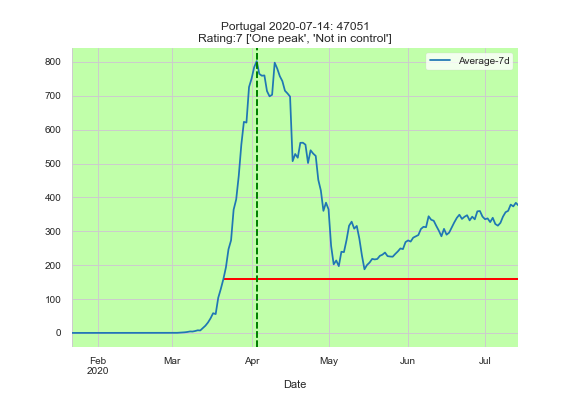 Portugal 2020-07-14: 47051
Rating:7 ['One peak', 'Not in control']
Average-7d
800
700
600
500
400
300
200
100
0
Feb
2020
Mar
Apr
May
Jun
Jul
Date